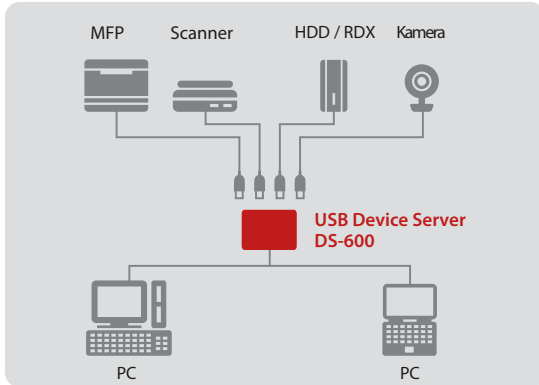 MFP
Scanner
HDD / RDX
Kamera
USB Device Server
DS-600
PC
PC